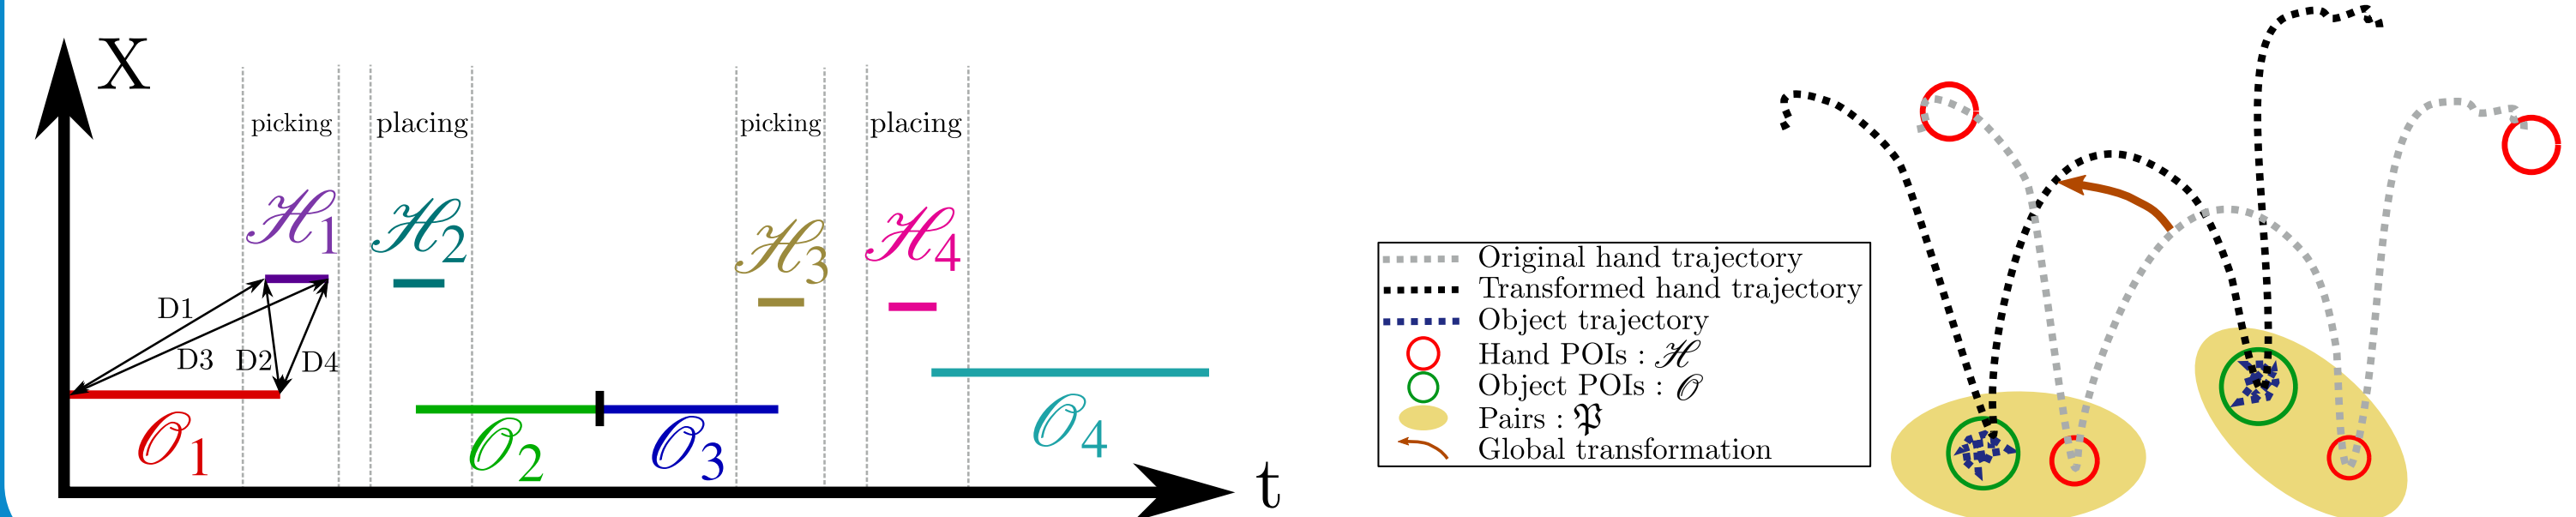 X
picking
placing
picking
placing
ℋ1
ℋ2
ℋ3
ℋ4
D1
D3
D2
D4
𝒪1
𝒪2
𝒪3
𝒪4
t
Original hand trajectory
Transformed hand trajectory
Object trajectory
Hand POIs : ℋ
Object POIs : 𝒪
Pairs : 𝔓
Global transformation